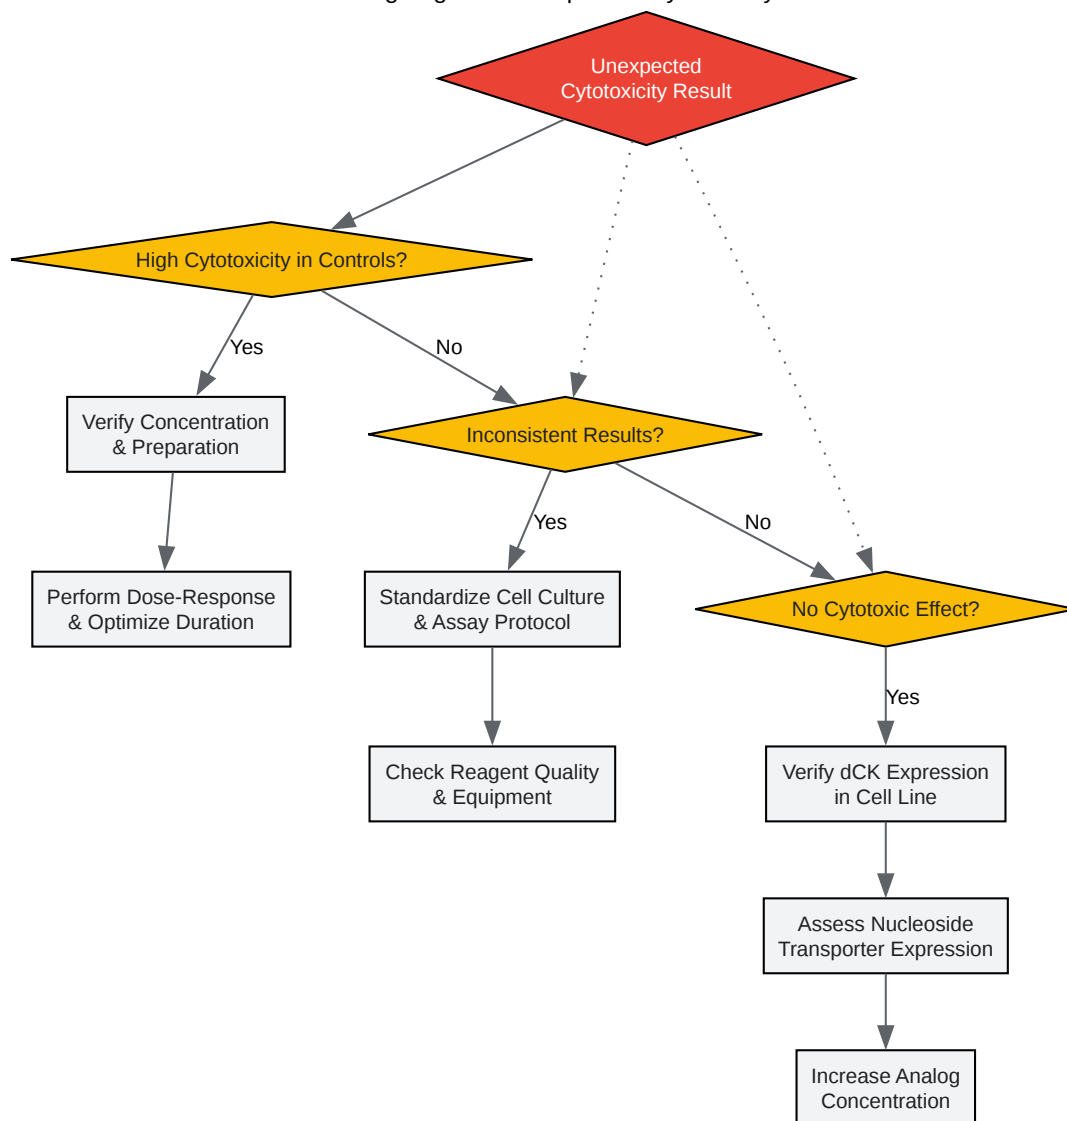 Unexpected
Cytotoxicity Result
High Cytotoxicity in Controls?
Yes
No
Verify Concentration
& Preparation
Inconsistent Results?
Yes
No
Perform Dose-Response
& Optimize Duration
Standardize Cell Culture
& Assay Protocol
No Cytotoxic Effect?
Yes
Check Reagent Quality
& Equipment
Verify dCK Expression
in Cell Line
Assess Nucleoside
Transporter Expression
Increase Analog
Concentration